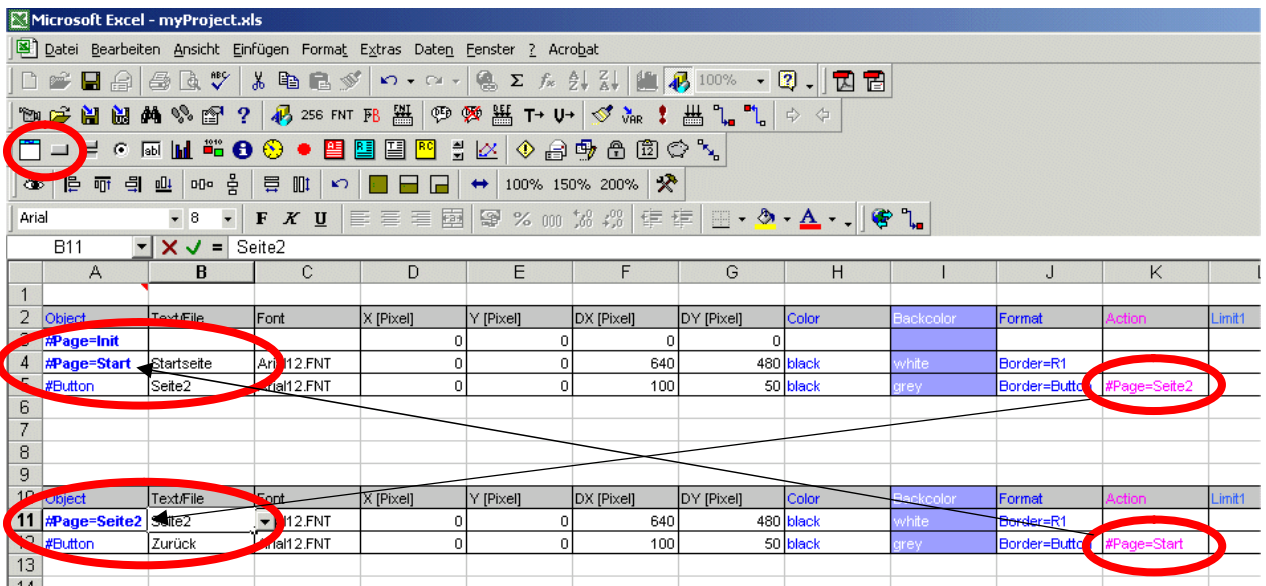 Microsoft Excel - myProject.xls
Datei Bearbeiten Ansicht Einfügen Format Extras Daten Fenster ? Acrobat
100%
256 FNT
100% 150% 200%
Arial 8 F K U % 000
B11 = Seite2
A B C D E F G H I J K L
1
2 Object Text/File Font X [Pixel] Y [Pixel] DX [Pixel] DY [Pixel] Color Backcolor Format Action Limit1
3 #Page=Init 0 0 0 0
4 #Page=Start Startseite Arial12.FNT 0 0 640 480 black white Border=R1
5 #Button Seite2 Arial12.FNT 0 0 100 50 black grey Border=Button #Page=Seite2
6
7
8
9
10 Object Text/File Font X [Pixel] Y [Pixel] DX [Pixel] DY [Pixel] Color Backcolor Format Action Limit1
11 #Page=Seite2 Seite2 12.FNT 0 0 640 480 black white Border=R1
12 #Button Zurück Arial12.FNT 0 0 100 50 black grey Border=Button #Page=Start
13
14